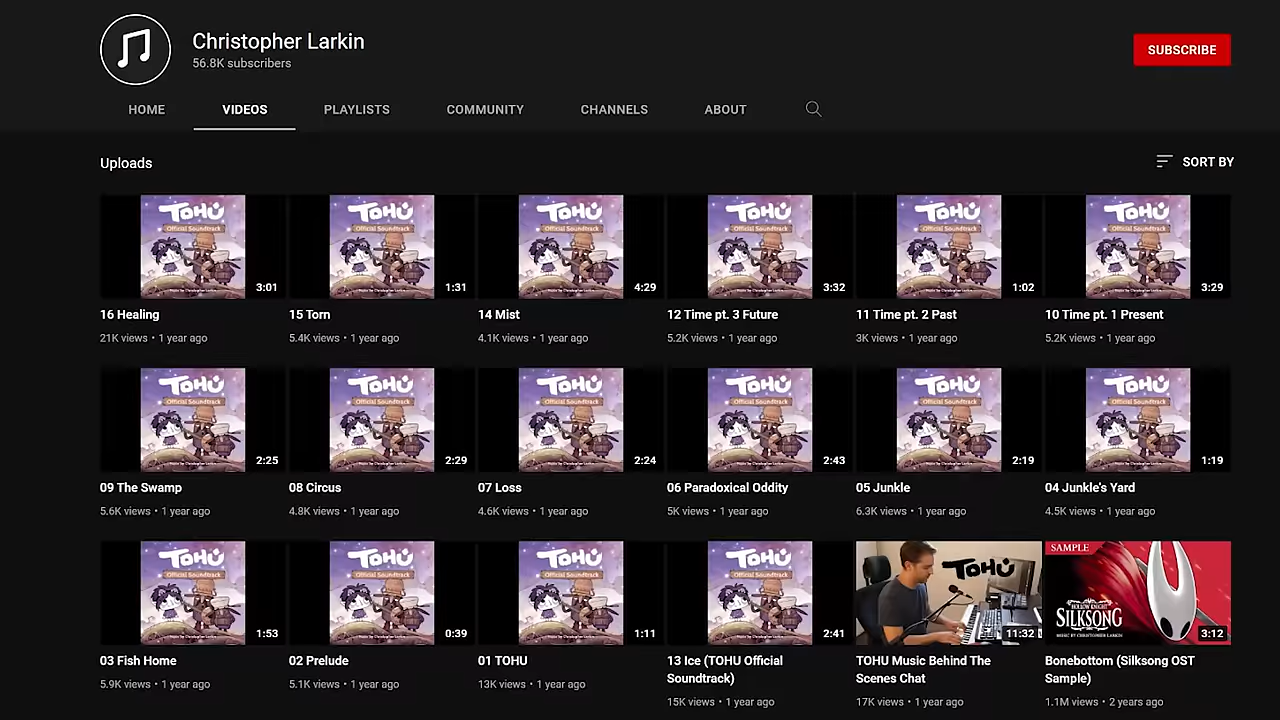 Christopher Larkin
56.8K subscribers
SUBSCRIBE
HOME VIDEOS PLAYLISTS COMMUNITY CHANNELS ABOUT
Uploads
SORT BY
TOHU TOHU TOHU TOHU TOHU TOHU
Official Soundtrack Official Soundtrack Official Soundtrack Official Soundtrack Official Soundtrack Official Soundtrack
3:01 1:31 4:29 3:32 1:02 3:29
16 Healing 15 Torn 14 Mist 12 Time pt. 3 Future 11 Time pt. 2 Past 10 Time pt. 1 Present
21K views • 1 year ago 5.4K views • 1 year ago 4.1K views • 1 year ago 5.2K views • 1 year ago 3K views • 1 year ago 5.2K views • 1 year ago
TOHU TOHU TOHU TOHU TOHU TOHU
Official Soundtrack Official Soundtrack Official Soundtrack Official Soundtrack Official Soundtrack Official Soundtrack
2:25 2:29 2:24 2:43 2:19 1:19
09 The Swamp 08 Circus 07 Loss 06 Paradoxical Oddity 05 Junkle 04 Junkle's Yard
5.6K views • 1 year ago 4.8K views • 1 year ago 4.6K views • 1 year ago 5K views • 1 year ago 6.3K views • 1 year ago 4.5K views • 1 year ago
TOHU TOHU TOHU TOHU TOHU SAMPLE
Official Soundtrack Official Soundtrack Official Soundtrack Official Soundtrack
HOLLOW KNIGHT
SILKSONG
MUSIC BY CHRISTOPHER LARKIN
1:53 0:39 1:11 2:41 11:32 3:12
03 Fish Home 02 Prelude 01 TOHU 13 Ice (TOHU Official TOHU Music Behind The Bonebottom (Silksong OST
Soundtrack) Scenes Chat Sample)
5.9K views • 1 year ago 5.1K views • 1 year ago 13K views • 1 year ago 15K views • 1 year ago 17K views • 1 year ago 1.1M views • 2 years ago